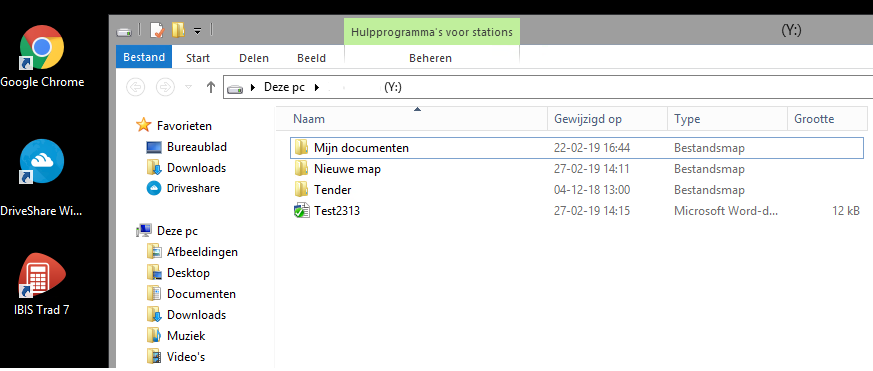 Hulpprogramma's voor stations
(Y:)
Bestand Start Delen Beeld Beheren
Deze pc (Y:)
Naam Gewijzigd op Type Grootte
Mijn documenten 22-02-19 16:44 Bestandsmap
Nieuwe map 27-02-19 14:11 Bestandsmap
Tender 04-12-18 13:00 Bestandsmap
Test2313 27-02-19 14:15 Microsoft Word-d... 12 kB
Favorieten
Bureaublad
Downloads
Driveshare
Deze pc
Afbeeldingen
Desktop
Documenten
Downloads
Muziek
Video's
Google Chrome
DriveShare Wi...
IBIS Trad 7